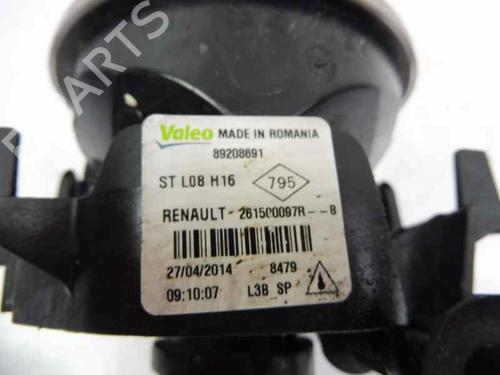 PARTS
Valeo MADE IN ROMANIA
89208691
ST L08 H16 795
RENAULT - 261500097R -- B
27/04/2014 8479
09:10:07 L3B SP